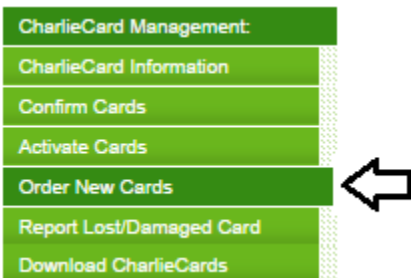 CharlieCard Management:
CharlieCard Information
Confirm Cards
Activate Cards
Order New Cards
Report Lost/Damaged Card
Download CharlieCards